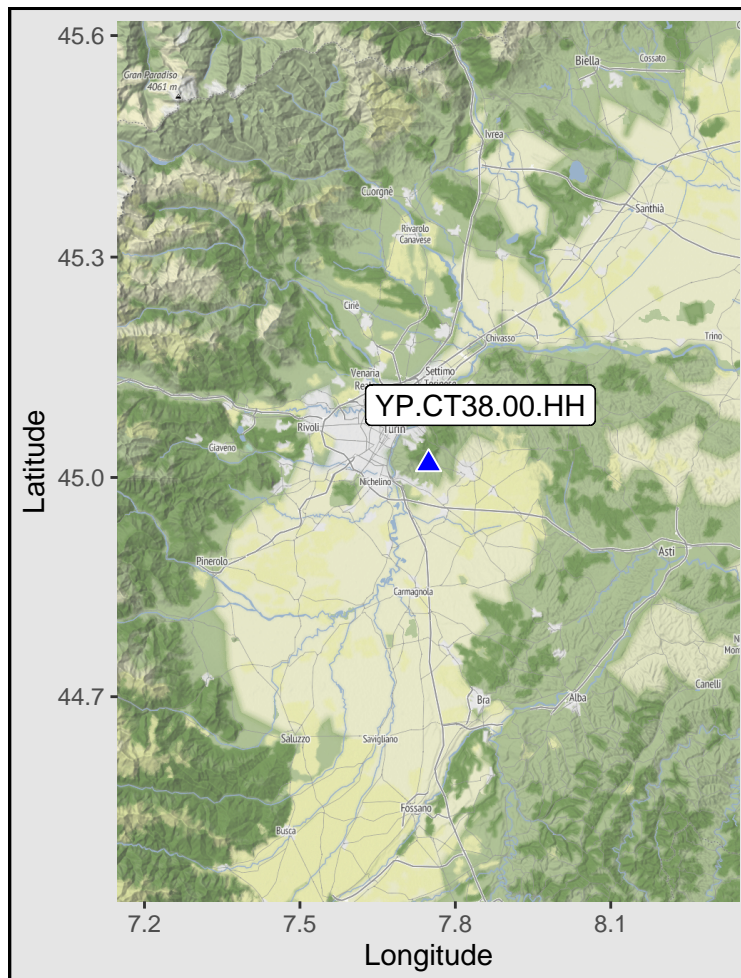 45.6
Gran Paradiso
4061 m
Biella
Cossato
Ivrea
Cuorgnè
Santhià
Rivarolo
Canavese
45.3
Ciriè
Chivasso
Trino
Venaria
Settimo
YP.CT38.00.HH
Rivoli
Turin
Giaveno
45.0
Nichelino
Latitude
Asti
Pinerolo
Carmagnola
Canelli
44.7
Bra
Alba
Saluzzo
Savigliano
Fossano
Busca
7.2
7.5
7.8
8.1
Longitude